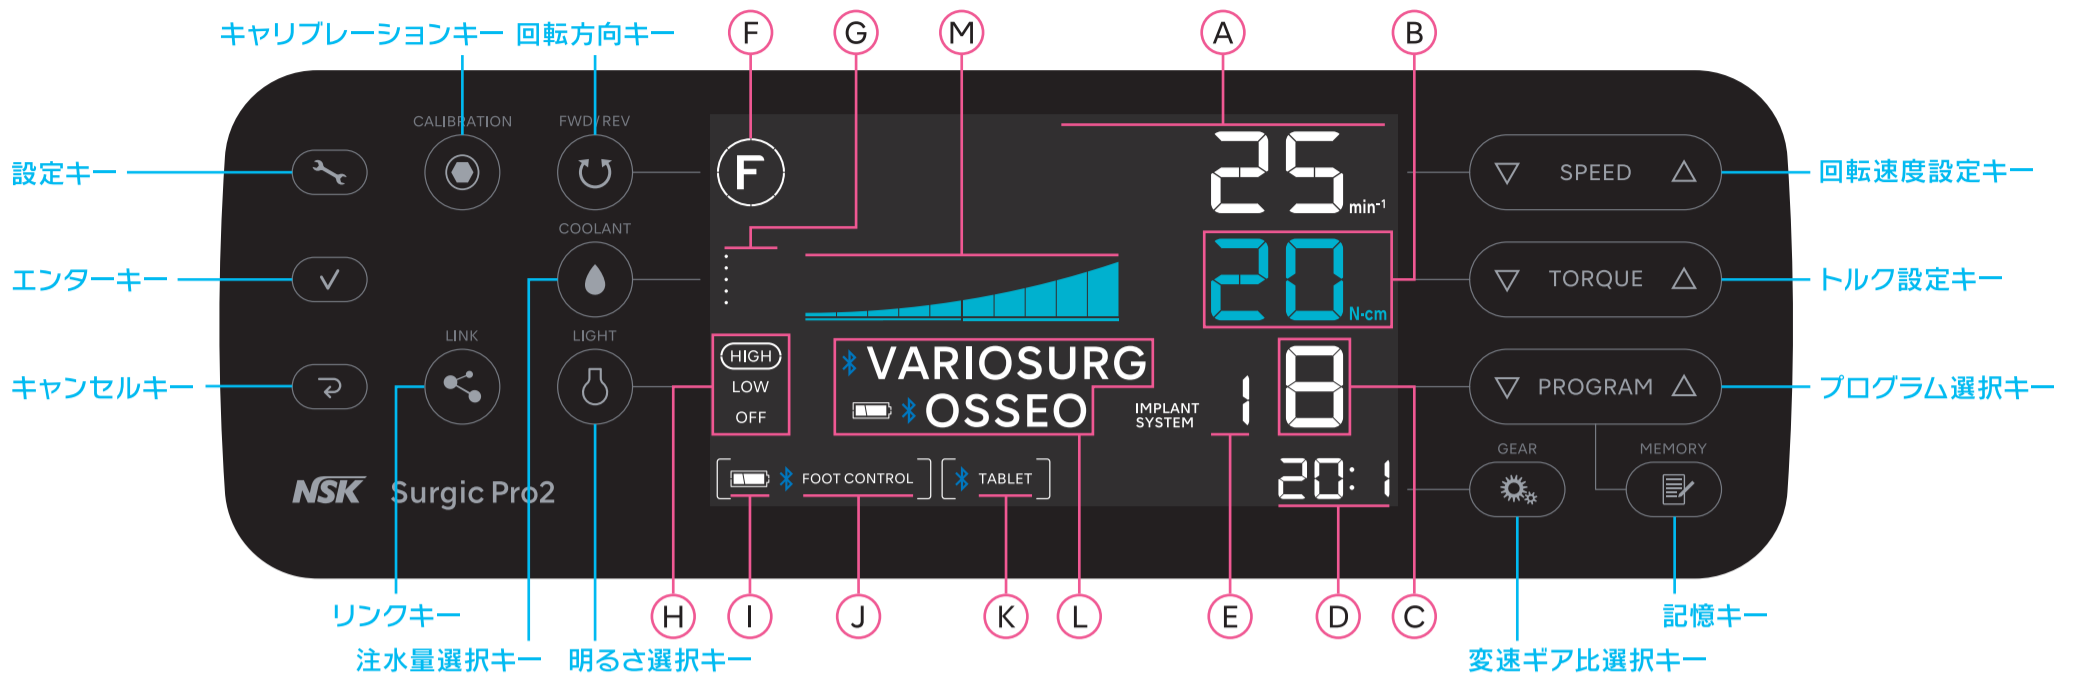 キャリブレーションキー 回転方向キー F G M A B
CALIBRATION FWD/REV
設定キー F 25 min-1 SPEED 回転速度設定キー
COOLANT
エンターキー 20 N·cm TORQUE トルク設定キー
LINK LIGHT
キャンセルキー HIGH VARIOSURG PROGRAM プログラム選択キー
LOW
OFF OSSEO IMPLANT SYSTEM 1 8
GEAR MEMORY
NSK Surgic Pro2 FOOT CONTROL TABLET 20:1
リンクキー H I J K L E D C 記憶キー
注水量選択キー 明るさ選択キー 変速ギア比選択キー